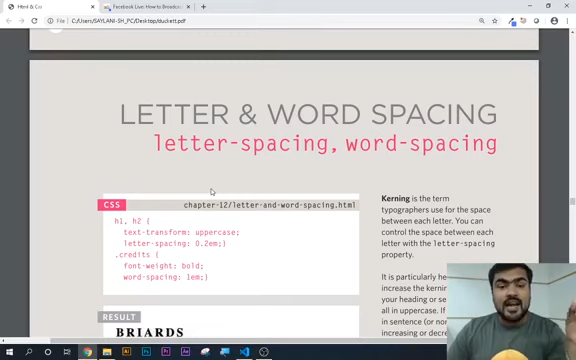 Html & Css
Facebook Live: How to Broadcas
File
C:/Users/SAYLANI-SH_PC/Desktop/duckett.pdf
LETTER & WORD SPACING
letter-spacing, word-spacing
CSS
chapter-12/letter-and-word-spacing.html
h1, h2 {
text-transform: uppercase;
letter-spacing: 0.2em;}
.credits {
font-weight: bold;
word-spacing: 1em;}
RESULT
BRIARDS
Kerning is the term
typographers use for the space
between each letter. You can
control the space between each
letter with the letter-spacing
property.
It is particularly he
increase the kernin
your heading or se
all in uppercase. If
in sentence (or nor
increasing or decre